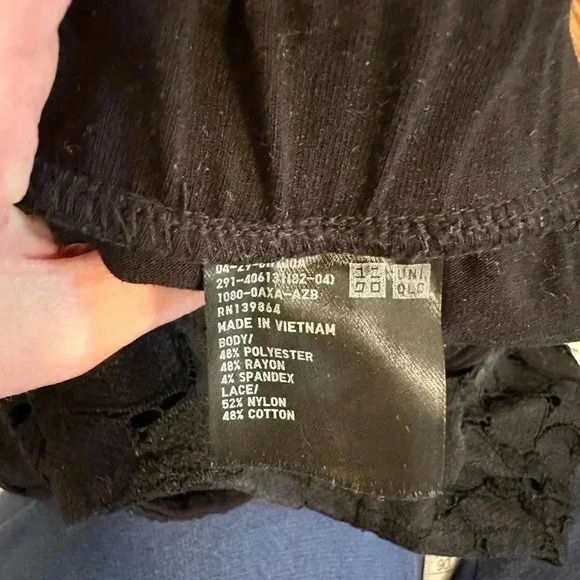 291-406131(82-04)
1080-0AXA-AZB
RN139864
MADE IN VIETNAM
BODY/
48% POLYESTER
48% RAYON
4% SPANDEX
LACE/
52% NYLON
48% COTTON
UNI
QLO
90